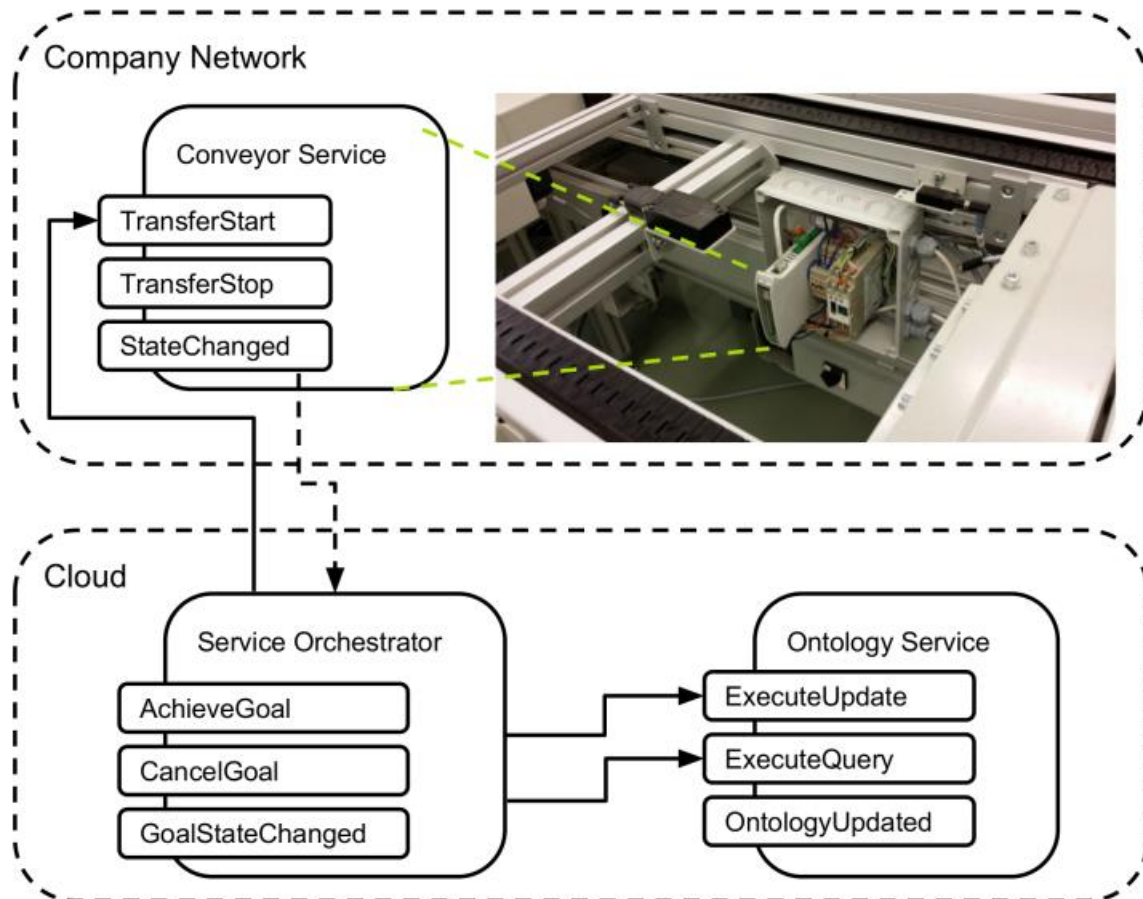 Company Network
Conveyor Service
TransferStart
TransferStop
StateChanged
Cloud
Service Orchestrator
AchieveGoal
CancelGoal
GoalStateChanged
Ontology Service
ExecuteUpdate
ExecuteQuery
OntologyUpdated